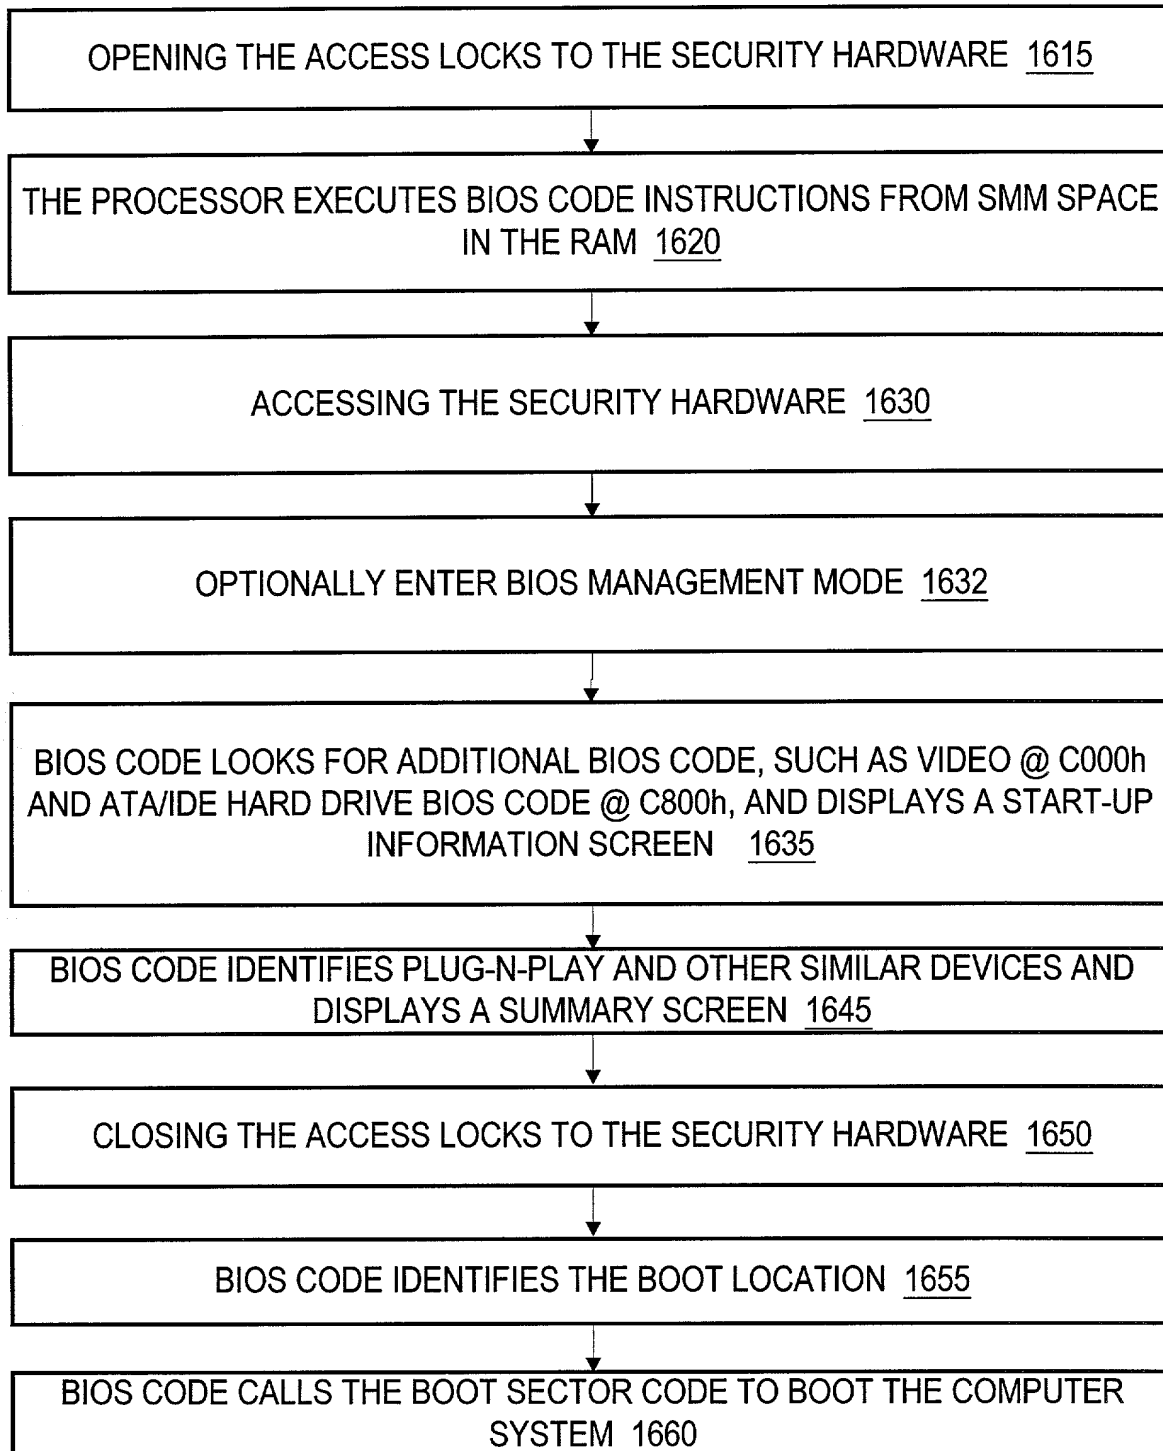 OPENING THE ACCESS LOCKS TO THE SECURITY HARDWARE 1615
THE PROCESSOR EXECUTES BIOS CODE INSTRUCTIONS FROM SMM SPACE
IN THE RAM 1620
ACCESSING THE SECURITY HARDWARE 1630
OPTIONALLY ENTER BIOS MANAGEMENT MODE 1632
BIOS CODE LOOKS FOR ADDITIONAL BIOS CODE, SUCH AS VIDEO @ C000h
AND ATA/IDE HARD DRIVE BIOS CODE @ C800h, AND DISPLAYS A START-UP
INFORMATION SCREEN 1635
BIOS CODE IDENTIFIES PLUG-N-PLAY AND OTHER SIMILAR DEVICES AND
DISPLAYS A SUMMARY SCREEN 1645
CLOSING THE ACCESS LOCKS TO THE SECURITY HARDWARE 1650
BIOS CODE IDENTIFIES THE BOOT LOCATION 1655
BIOS CODE CALLS THE BOOT SECTOR CODE TO BOOT THE COMPUTER
SYSTEM 1660